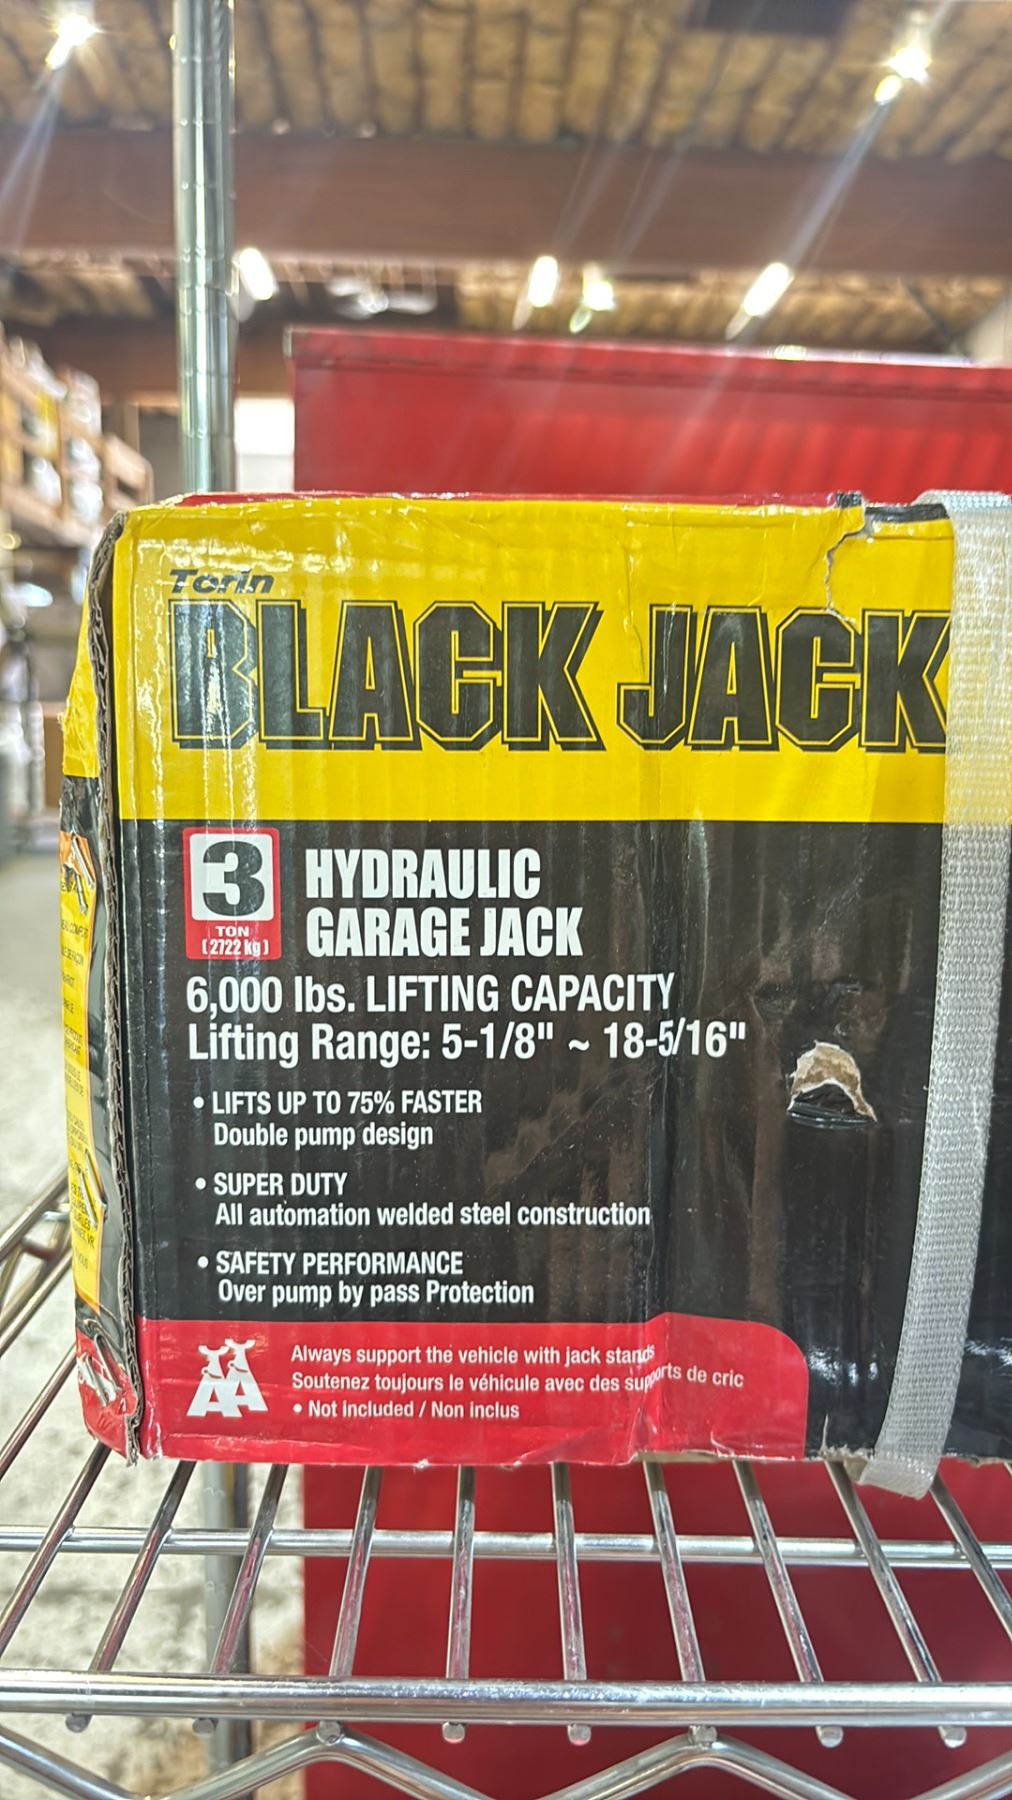 Torin
BLACK JACK
3
TON
(2722 kg)
HYDRAULIC
GARAGE JACK
6,000 lbs. LIFTING CAPACITY
Lifting Range: 5-1/8" ~ 18-5/16"
• LIFTS UP TO 75% FASTER
Double pump design
• SUPER DUTY
All automation welded steel construction
• SAFETY PERFORMANCE
Over pump by pass Protection
Always support the vehicle with jack stands
Soutenez toujours le véhicule avec des supports de cric
• Not included / Non inclus